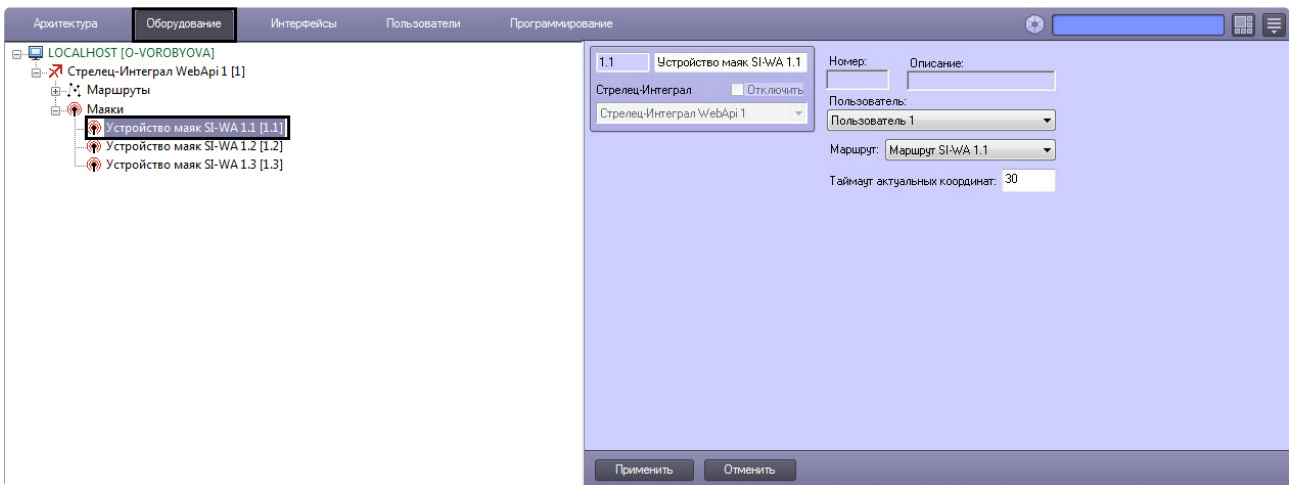 Архитектура Оборудование Интерфейсы Пользователи Программирование
LOCALHOST [O-VOROBYOVA]
Стрелец-Интеграл WebApi 1 [1]
Маршруты
Маяки
Устройство маяк SI-WA 1.1 [1.1]
Устройство маяк SI-WA 1.2 [1.2]
Устройство маяк SI-WA 1.3 [1.3]
1.1 Устройство маяк SI-WA 1.1
Стрелец-Интеграл Отключить
Стрелец-Интеграл WebApi 1
Номер: Описание:
Пользователь:
Пользователь 1
Маршрут: Маршрут SI-WA 1.1
Таймаут актуальных координат: 30
Применить Отменить